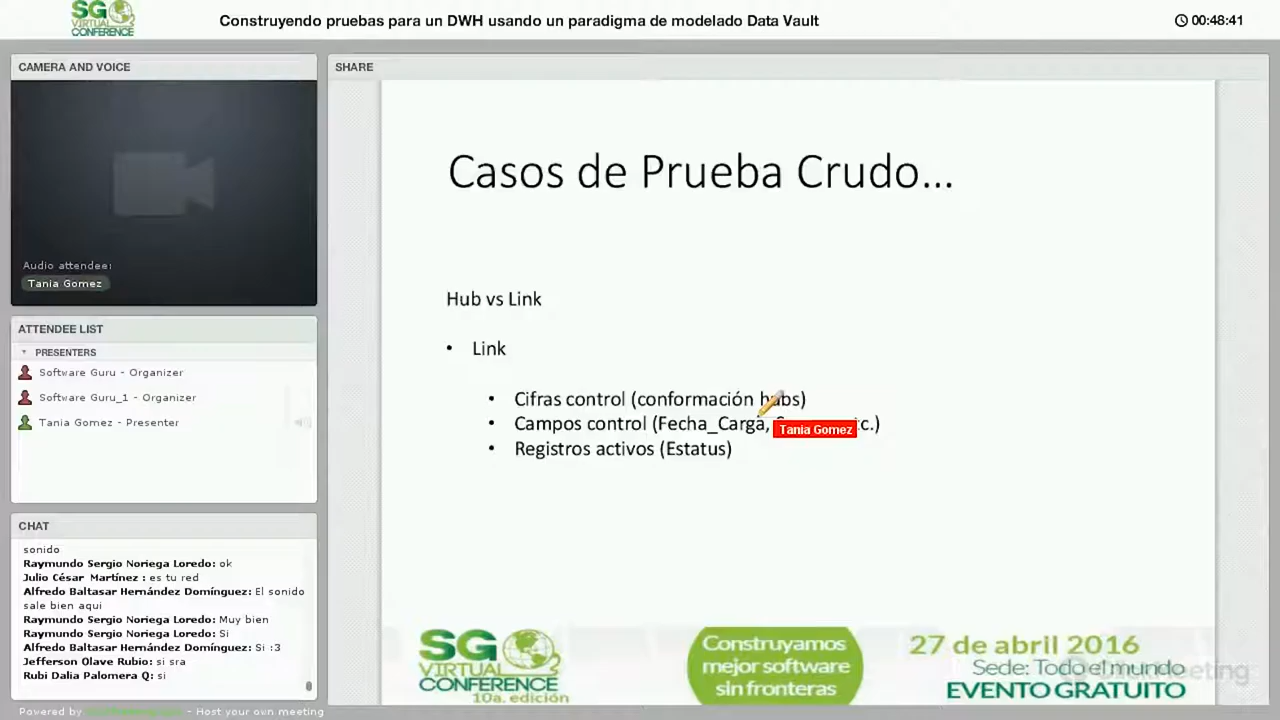 SG
VIRTUAL
CONFERENCE
Construyendo pruebas para un DWH usando un paradigma de modelado Data Vault
00:48:41
CAMERA AND VOICE
SHARE
Audio attendee:
Tania Gomez
ATTENDEE LIST
PRESENTERS
Software Guru - Organizer
Software Guru_1 - Organizer
Tania Gomez - Presenter
CHAT
sonido
Raymundo Sergio Noriega Loredo: ok
Julio César Martínez : es tu red
Alfredo Baltasar Hernández Domínguez: El sonido
sale bien aqui
Raymundo Sergio Noriega Loredo: Muy bien
Raymundo Sergio Noriega Loredo: Si
Alfredo Baltasar Hernández Domínguez: Si :3
Jefferson Olave Rubio: si sra
Rubi Dalia Palomera Q: si
Casos de Prueba Crudo...
Hub vs Link
• Link
• Cifras control (conformación hubs)
• Campos control (Fecha_Carga, c.)
Tania Gomez
• Registros activos (Estatus)
SG
VIRTUAL
CONFERENCE
10a. edición
Construyamos
mejor software
sin fronteras
27 de abril 2016
Sede: Todo el mundo
EVENTO GRATUITO
Powered by - Host your own meeting